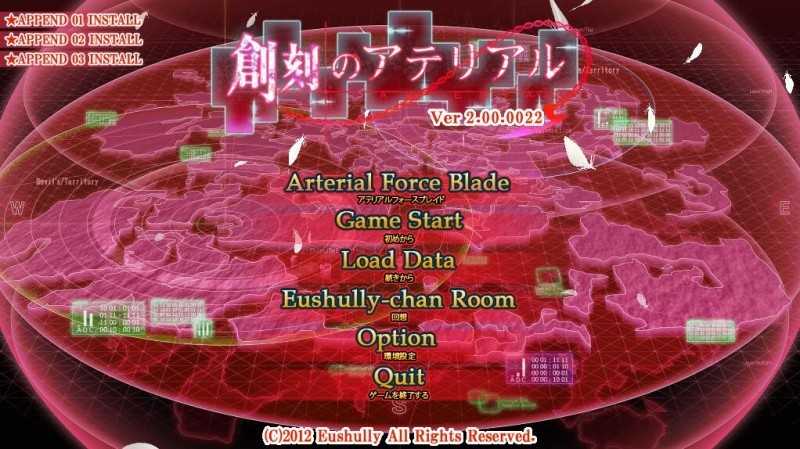 ★APPEND 01 INSTALL
★APPEND 02 INSTALL
★APPEND 03 INSTALL
創刻のアテリアル
Ver 2.00.0022
Devil's/Territory
Arterial Force Blade
アテリアルフォースブレイド
Game Start
初めから
Load Data
続きから
Eushully-chan Room
回想
Option
環境設定
Quit
ゲームを終了する
W
E
S
(C)2012 Eushully All Rights Reserved.